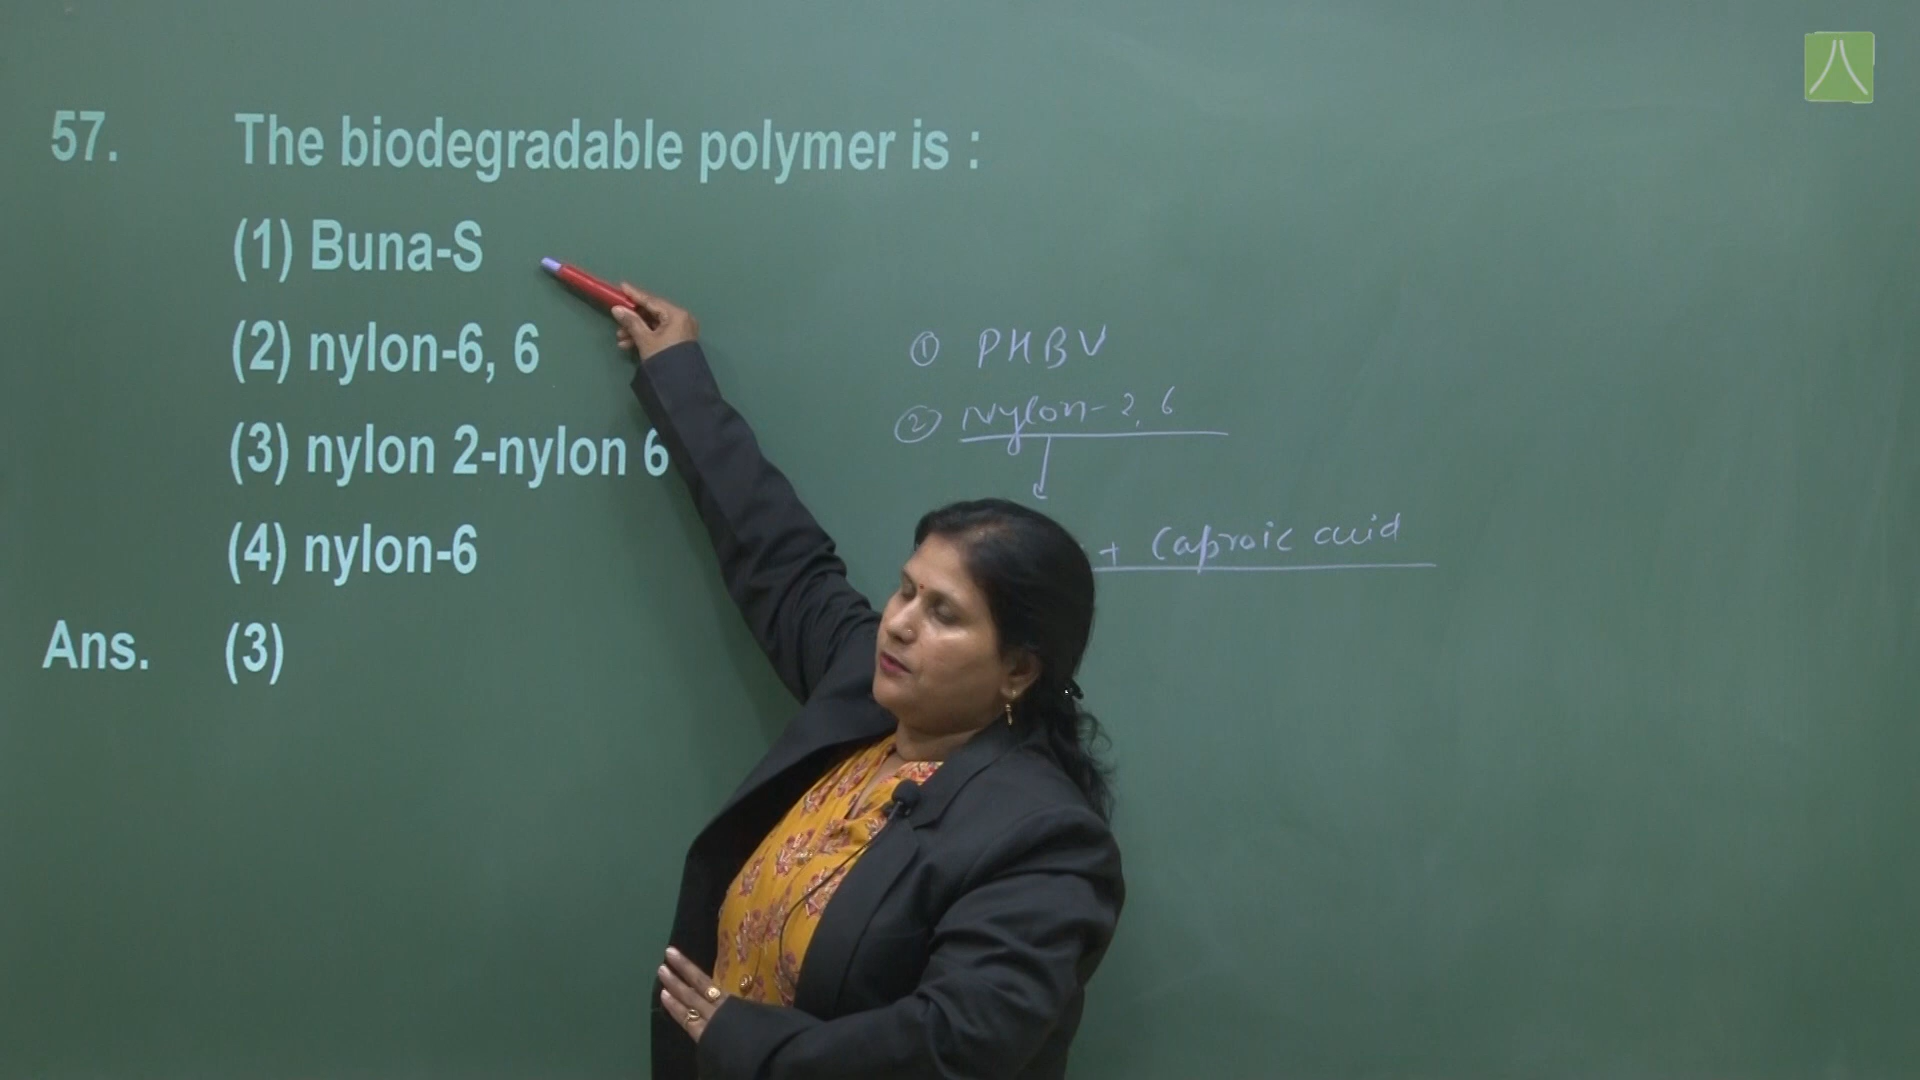 57. The biodegradable polymer is :
(1) Buna-S
(2) nylon-6, 6
(3) nylon 2-nylon 6
(4) nylon-6
Ans. (3)
① PHBV
② Nylon-2,6
+ Caproic acid